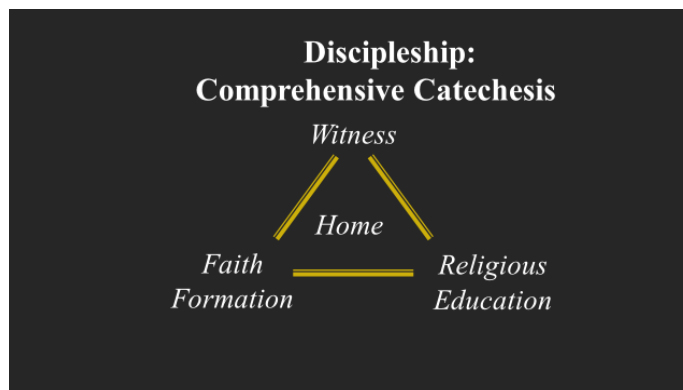 Discipleship:
Comprehensive Catechesis
Witness
Home
Faith
Formation
Religious
Education